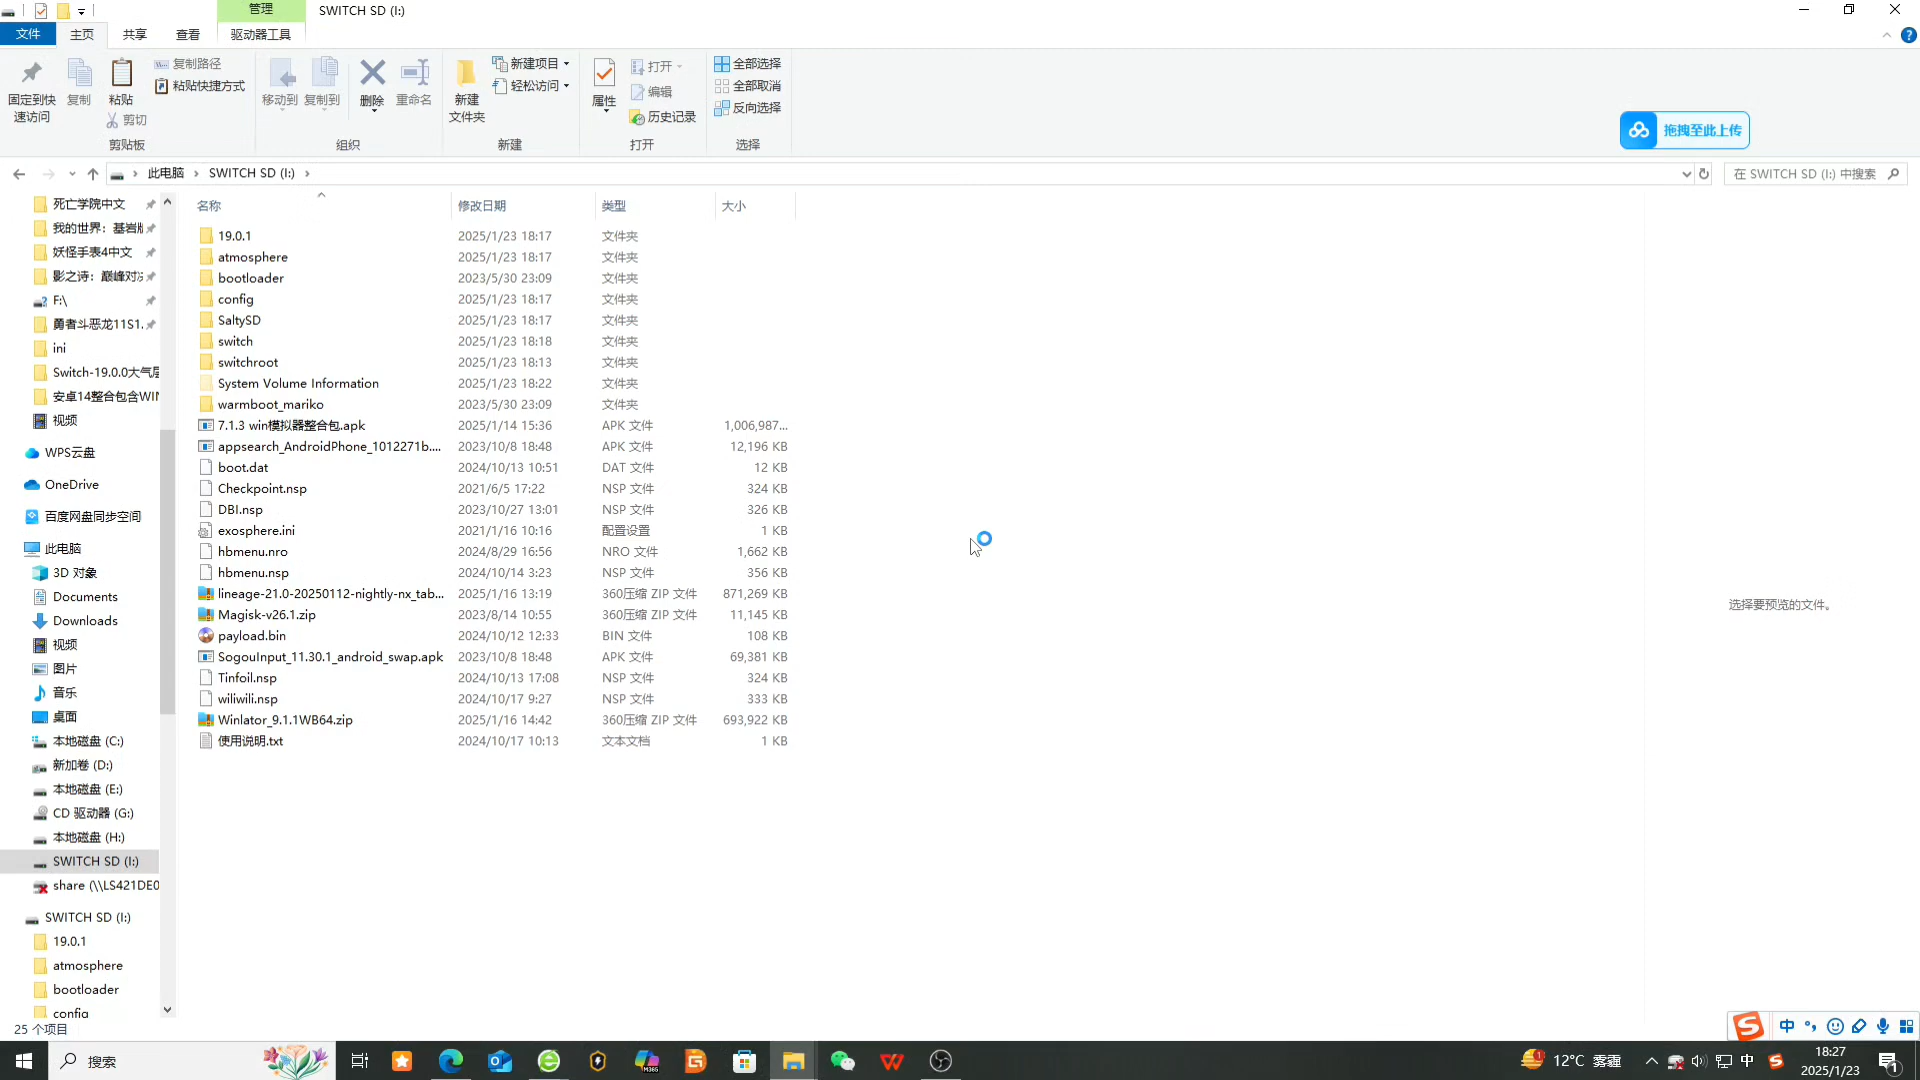 管理
SWITCH SD (I:)
文件
主页
共享
查看
驱动器工具
固定到快
速访问
复制
粘贴
复制路径
粘贴快捷方式
剪切
剪贴板
移动到
复制到
删除
重命名
组织
新建
文件夹
新建项目
轻松访问
新建
属性
打开
编辑
历史记录
打开
全部选择
全部取消
反向选择
选择
拖拽至此上传
此电脑
SWITCH SD (I:)
在 SWITCH SD (I:) 中搜索
死亡学院中文
我的世界：基岩
妖怪手表4中文
影之诗：巅峰对
F:\
勇者斗恶龙11S1.
ini
Switch-19.0.0大气
安卓14整合包含WIN
视频
WPS云盘
OneDrive
百度网盘同步空间
此电脑
3D 对象
Documents
Downloads
视频
图片
音乐
桌面
本地磁盘 (C:)
新加卷 (D:)
本地磁盘 (E:)
CD 驱动器 (G:)
本地磁盘 (H:)
SWITCH SD (I:)
share (\\LS421DE0
SWITCH SD (I:)
19.0.1
atmosphere
bootloader
config
名称 修改日期 类型 大小
19.0.1 2025/1/23 18:17 文件夹
atmosphere 2025/1/23 18:17 文件夹
bootloader 2023/5/30 23:09 文件夹
config 2025/1/23 18:17 文件夹
SaltySD 2025/1/23 18:17 文件夹
switch 2025/1/23 18:18 文件夹
switchroot 2025/1/23 18:13 文件夹
System Volume Information 2025/1/23 18:22 文件夹
warmboot_mariko 2023/5/30 23:09 文件夹
7.1.3 win模拟器整合包.apk 2025/1/14 15:36 APK 文件 1,006,987...
appsearch_AndroidPhone_1012271b.... 2023/10/8 18:48 APK 文件 12,196 KB
boot.dat 2024/10/13 10:51 DAT 文件 12 KB
Checkpoint.nsp 2021/6/5 17:22 NSP 文件 324 KB
DBI.nsp 2023/10/27 13:01 NSP 文件 326 KB
exosphere.ini 2021/1/16 10:16 配置设置 1 KB
hbmenu.nro 2024/8/29 16:56 NRO 文件 1,662 KB
hbmenu.nsp 2024/10/14 3:23 NSP 文件 356 KB
lineage-21.0-20250112-nightly-nx_tab... 2025/1/16 13:19 360压缩 ZIP 文件 871,269 KB
Magisk-v26.1.zip 2023/8/14 10:55 360压缩 ZIP 文件 11,145 KB
payload.bin 2024/10/12 12:33 BIN 文件 108 KB
SogouInput_11.30.1_android_swap.apk 2023/10/8 18:48 APK 文件 69,381 KB
Tinfoil.nsp 2024/10/13 17:08 NSP 文件 324 KB
wiliwili.nsp 2024/10/17 9:27 NSP 文件 333 KB
Winlator_9.1.1WB64.zip 2025/1/16 14:42 360压缩 ZIP 文件 693,922 KB
使用说明.txt 2024/10/17 10:13 文本文档 1 KB
选择要预览的文件。
25 个项目
中
搜索
12°C 雾霾
中
18:27
2025/1/23